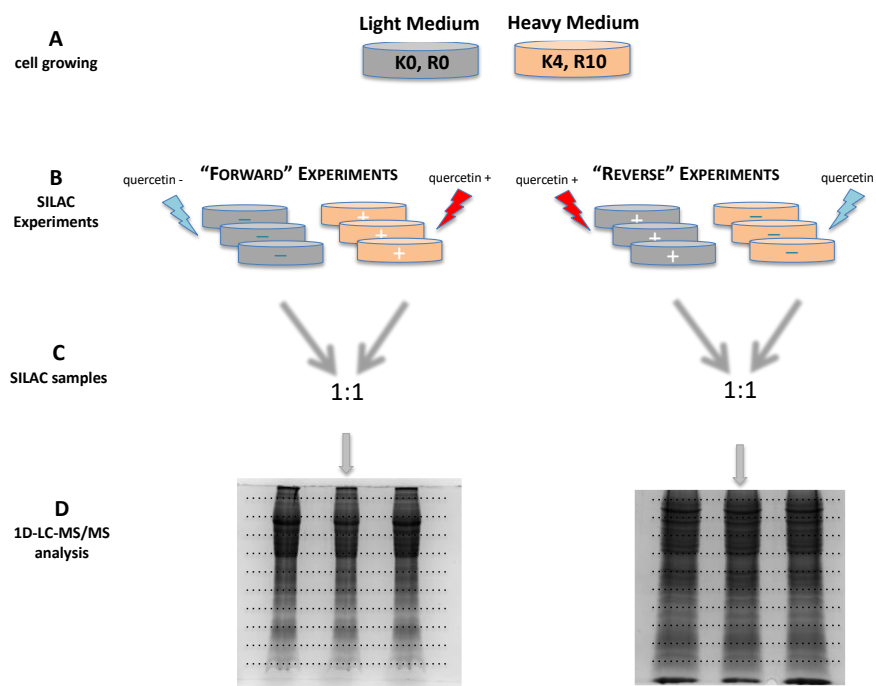 Light Medium
Heavy Medium
A
cell growing
K0, R0
K4, R10
B
SILAC
Experiments
quercetin -
“FORWARD” EXPERIMENTS
quercetin +
quercetin +
“REVERSE” EXPERIMENTS
quercetin
− + − + − +
+ − + − + −
C
SILAC samples
1:1
1:1
D
1D-LC-MS/MS
analysis